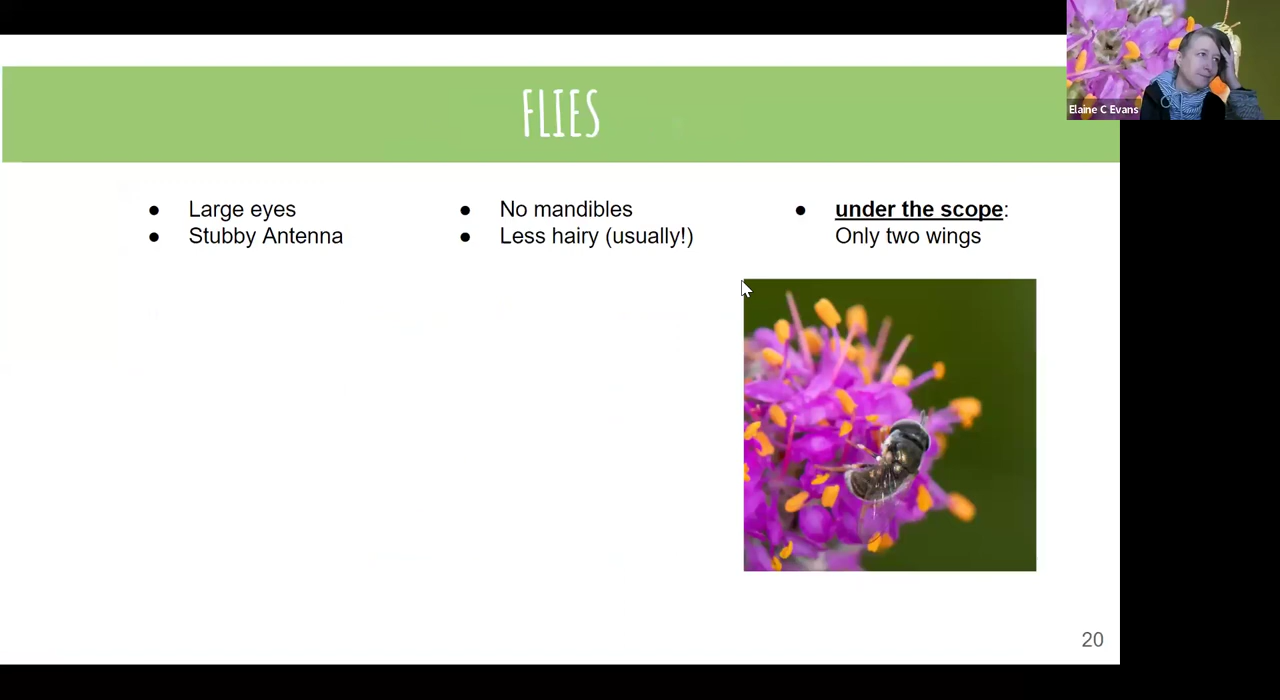 FLIES
Elaine C Evans
● Large eyes
● Stubby Antenna
● No mandibles
● Less hairy (usually!)
● under the scope:
Only two wings
20